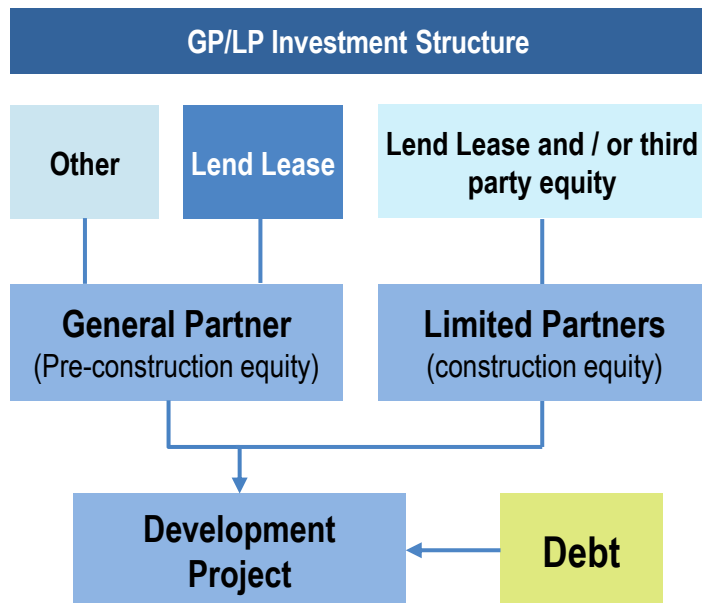 GP/LP Investment Structure
Other
Lend Lease
Lend Lease and / or third
party equity
General Partner
(Pre-construction equity)
Limited Partners
(construction equity)
Development
Project
Debt